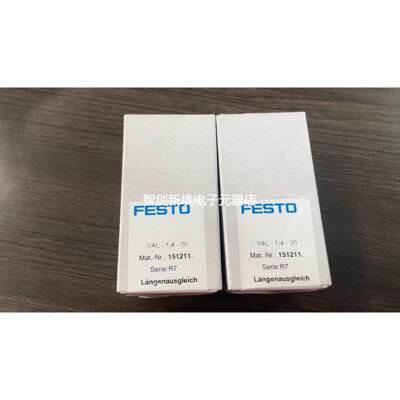 智创新境电子元器店
FESTO
VAL - 1/4 - 20
Mat.-Nr.: 151211.
Serie:R7
Längenausgleich
FESTO
VAL - 1/4 - 20
Mat.-Nr.: 151211.
Serie:R7
Längenausgleich